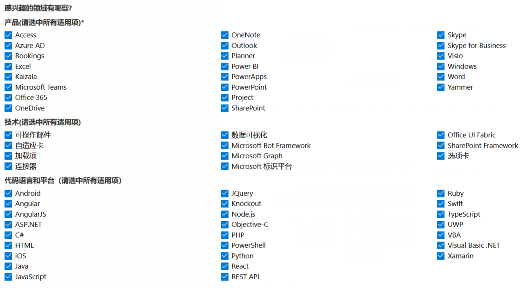 感兴趣的领域有哪些?
产品(请选中所有适用项)*
Access
Azure AD
Bookings
Excel
Kaizala
Microsoft Teams
Office 365
OneDrive
OneNote
Outlook
Planner
Power BI
PowerApps
PowerPoint
Project
SharePoint
Skype
Skype for Business
Visio
Windows
Word
Yammer
技术(请选中所有适用项)
可操作邮件
自适应卡
加载项
连接器
数据可视化
Microsoft Bot Framework
Microsoft Graph
Microsoft 标识平台
Office UI Fabric
SharePoint Framework
选项卡
代码语言和平台（请选中所有适用项）
Android
Angular
AngularJS
ASP.NET
C#
HTML
iOS
Java
JavaScript
JQuery
Knockout
Node.js
Objective-C
PHP
PowerShell
Python
React
REST API
Ruby
Swift
TypeScript
UWP
VBA
Visual Basic .NET
Xamarin